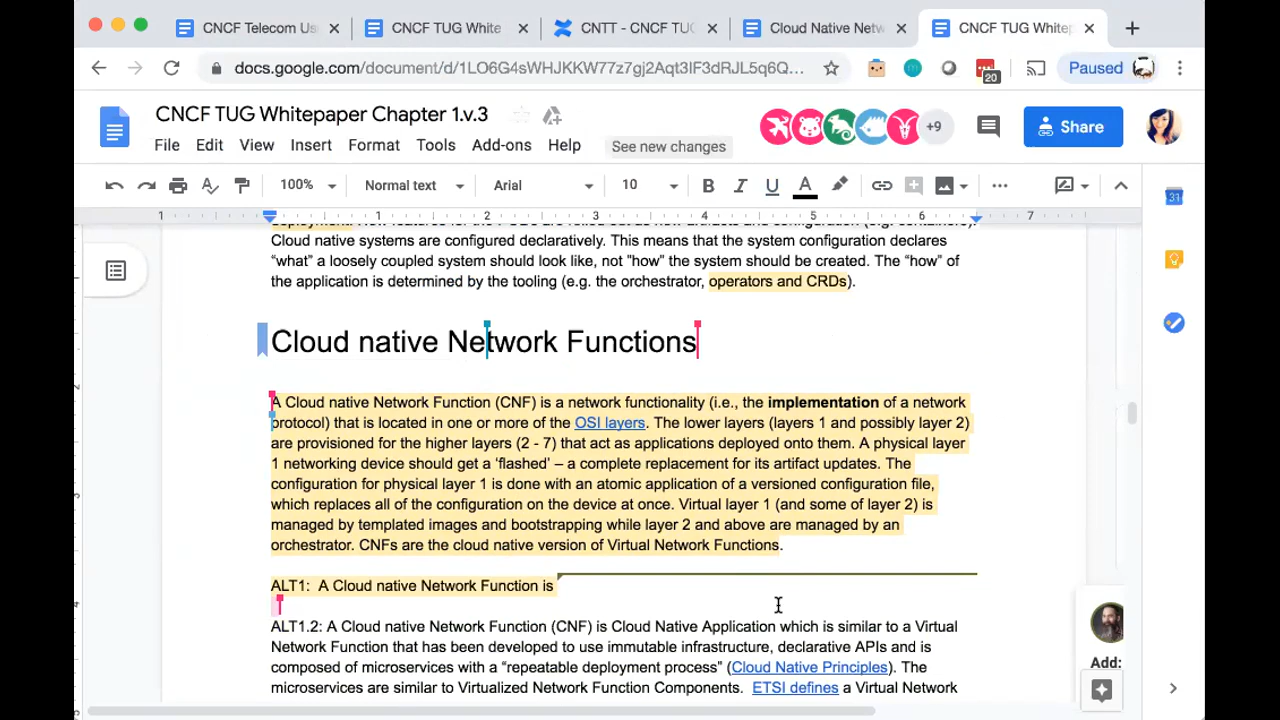 CNCF Telecom Us
CNCF TUG White
CNTT - CNCF TUG
Cloud Native Netw
CNCF TUG Whitep
docs.google.com/document/d/1LO6G4sWHJKKW77z7gj2Aqt3IF3dRJL5q6Q...
20
Paused
CNCF TUG Whitepaper Chapter 1.v.3
File Edit View Insert Format Tools Add-ons Help See new changes
+9
Share
100% Normal text Arial 10 B I U A
31
1 1 2 3 4 5 6 7
Cloud native systems are configured declaratively. This means that the system configuration declares
“what” a loosely coupled system should look like, not "how" the system should be created. The “how” of
the application is determined by the tooling (e.g. the orchestrator, operators and CRDs).
Cloud native Network Functions
A Cloud native Network Function (CNF) is a network functionality (i.e., the implementation of a network
protocol) that is located in one or more of the OSI layers. The lower layers (layers 1 and possibly layer 2)
are provisioned for the higher layers (2 - 7) that act as applications deployed onto them. A physical layer
1 networking device should get a ‘flashed’ – a complete replacement for its artifact updates. The
configuration for physical layer 1 is done with an atomic application of a versioned configuration file,
which replaces all of the configuration on the device at once. Virtual layer 1 (and some of layer 2) is
managed by templated images and bootstrapping while layer 2 and above are managed by an
orchestrator. CNFs are the cloud native version of Virtual Network Functions.
ALT1: A Cloud native Network Function is
ALT1.2: A Cloud native Network Function (CNF) is Cloud Native Application which is similar to a Virtual
Network Function that has been developed to use immutable infrastructure, declarative APIs and is
composed of microservices with a “repeatable deployment process” (Cloud Native Principles). The
microservices are similar to Virtualized Network Function Components. ETSI defines a Virtual Network
Add: